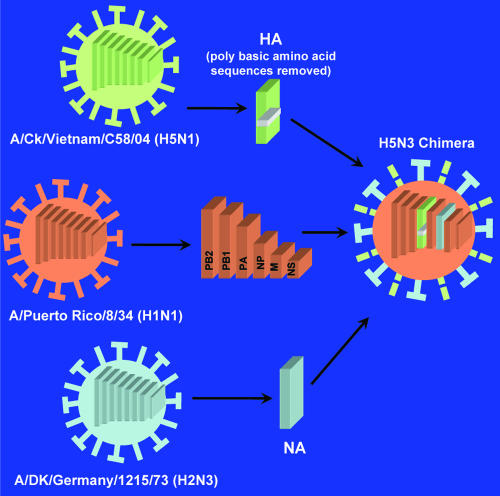 HA
(poly basic amino acid
sequences removed)
A/Ck/Vietnam/C58/04 (H5N1)
H5N3 Chimera
PB2
PB1
PA
NP
M
NS
A/Puerto Rico/8/34 (H1N1)
NA
A/DK/Germany/1215/73 (H2N3)